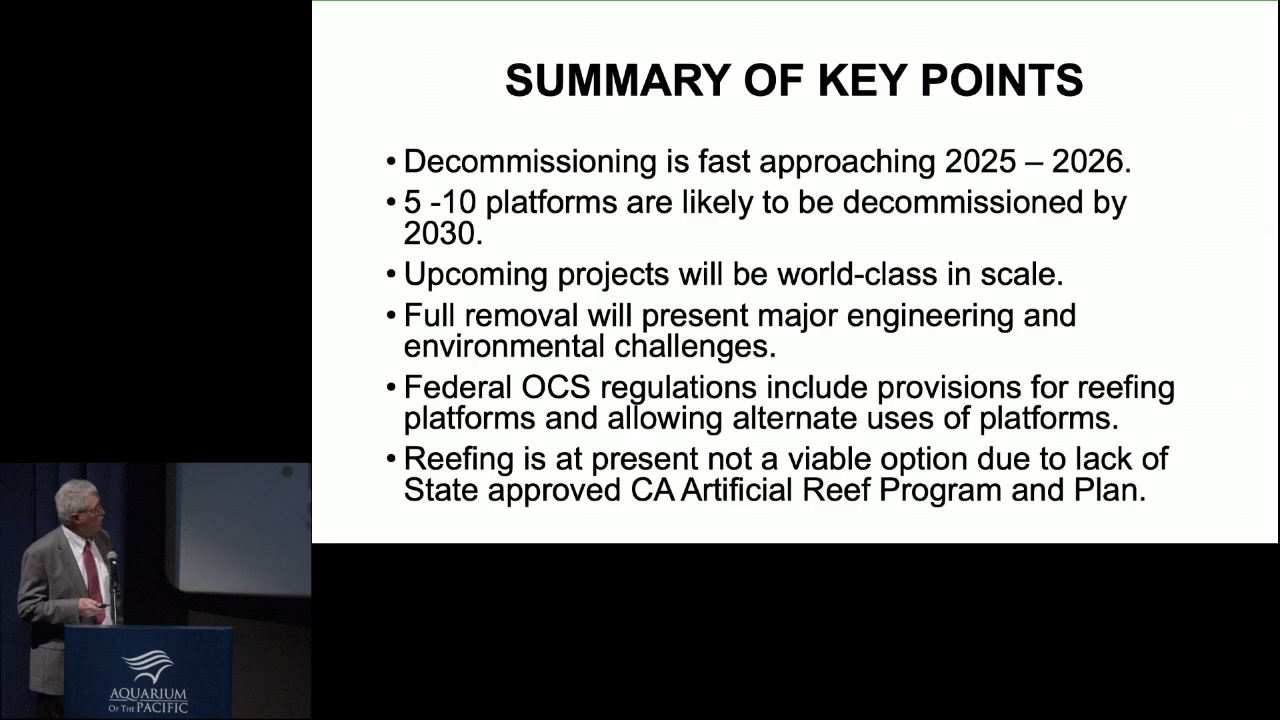 SUMMARY OF KEY POINTS
• Decommissioning is fast approaching 2025 – 2026.
• 5 -10 platforms are likely to be decommissioned by
2030.
• Upcoming projects will be world-class in scale.
• Full removal will present major engineering and
environmental challenges.
• Federal OCS regulations include provisions for reefing
platforms and allowing alternate uses of platforms.
• Reefing is at present not a viable option due to lack of
State approved CA Artificial Reef Program and Plan.
AQUARIUM
OF THE PACIFIC